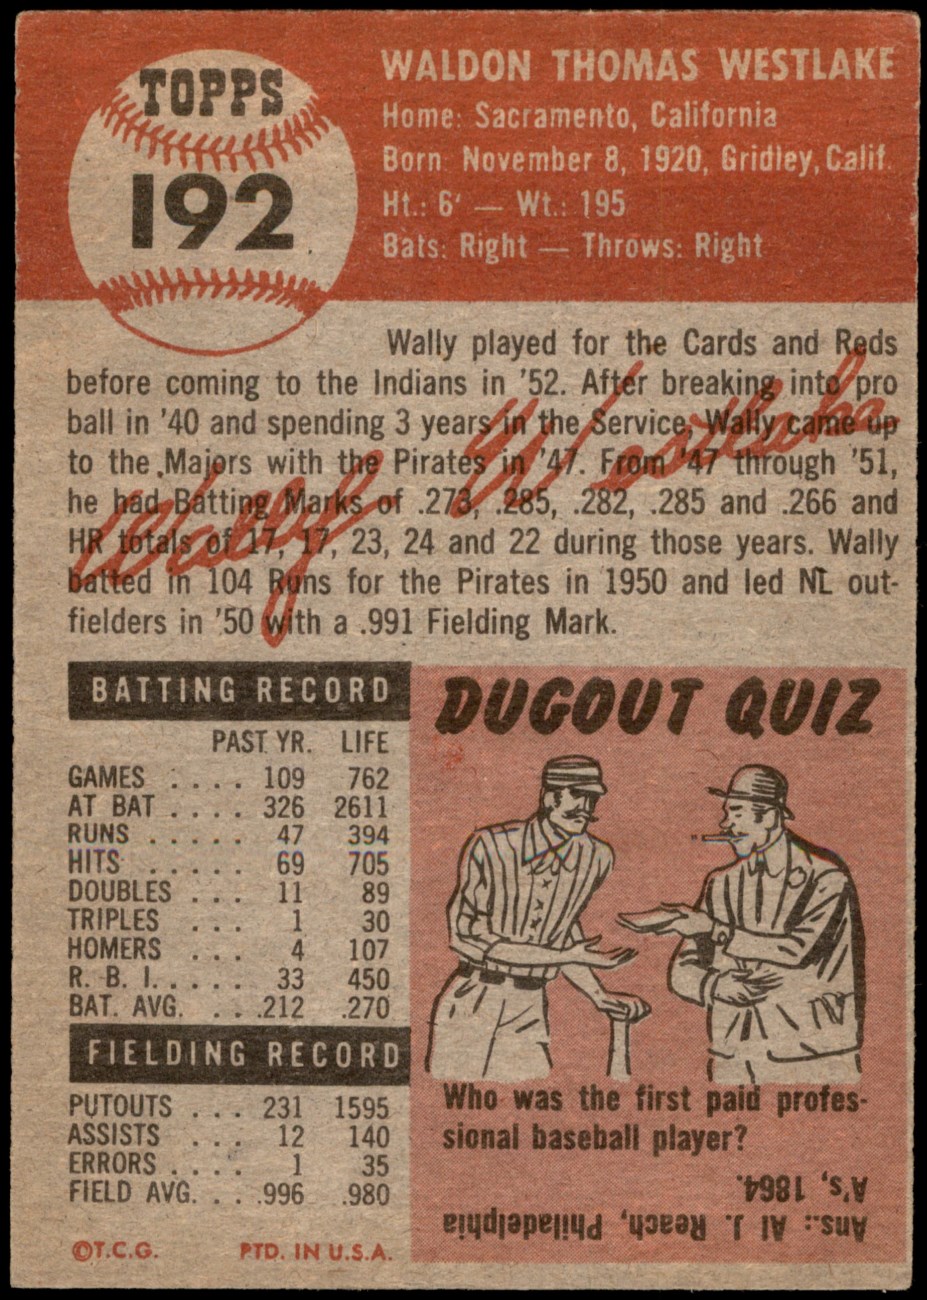 TOPPS
192
WALDON THOMAS WESTLAKE
Home: Sacramento, California
Born: November 8, 1920, Gridley, Calif.
Ht.: 6' — Wt.: 195
Bats: Right — Throws: Right
Wally played for the Cards and Reds
before coming to the Indians in '52. After breaking into pro
ball in '40 and spending 3 years in the Service, Wally came up
to the Majors with the Pirates in '47. From '47 through '51,
he had Batting Marks of .273, .285, .282, .285 and .266 and
HR totals of 17, 17, 23, 24 and 22 during those years. Wally
batted in 104 Runs for the Pirates in 1950 and led NL out-
fielders in '50 with a .991 Fielding Mark.
Wally Westlake
BATTING RECORD
PAST YR. LIFE
GAMES . . . . 109 762
AT BAT . . . . 326 2611
RUNS . . . . . 47 394
HITS . . . . . 69 705
DOUBLES . . . 11 89
TRIPLES . . . 1 30
HOMERS . . . 4 107
R. B. I. . . . . 33 450
BAT. AVG. . . .212 .270
FIELDING RECORD
PUTOUTS . . . 231 1595
ASSISTS . . . 12 140
ERRORS . . . . 1 35
FIELD AVG. . . .996 .980
©T.C.G. PTD. IN U.S.A.
DUGOUT QUIZ
Who was the first paid profes-
sional baseball player?
Ans.: Al J. Reach, Philadelphia
A's, 1864.